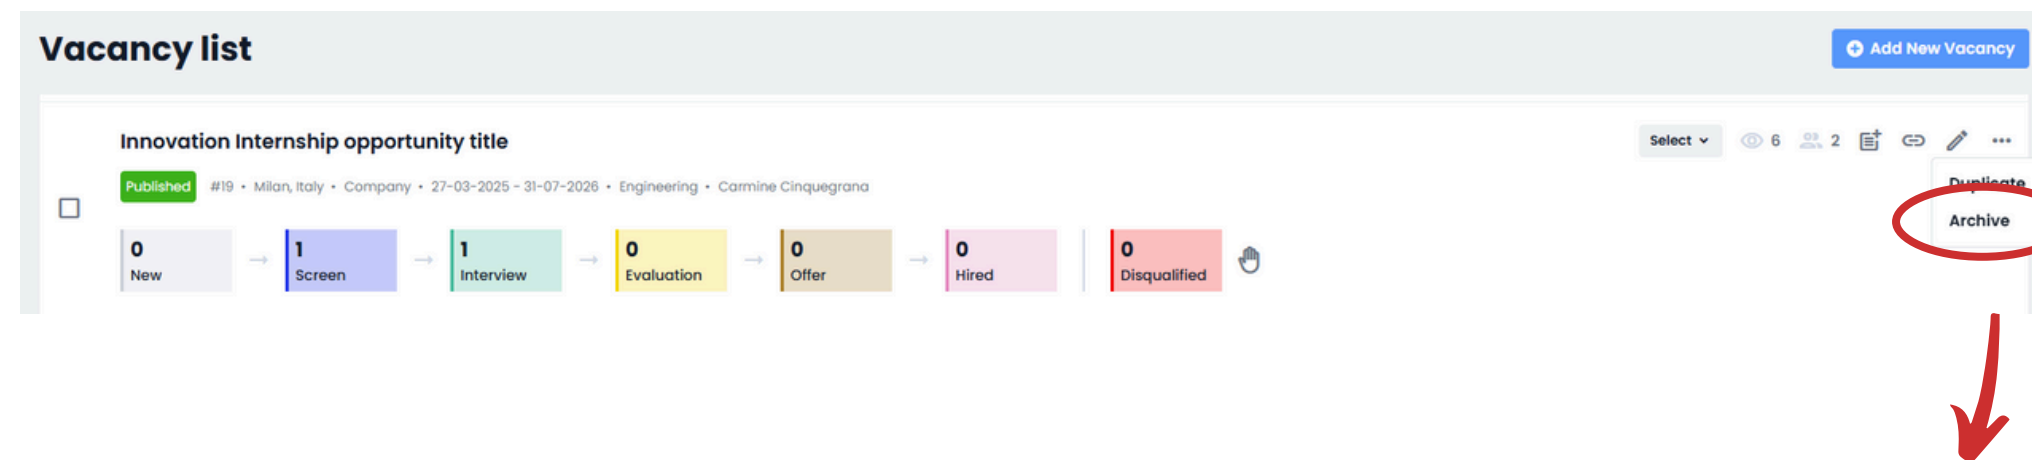 Vacancy list
Add New Vacancy
Innovation Internship opportunity title
Select
6
2
Published #19 • Milan, Italy • Company • 27-03-2025 - 31-07-2026 • Engineering • Carmine Cinquegrana
Duplicate
Archive
0
New
1
Screen
1
Interview
0
Evaluation
0
Offer
0
Hired
0
Disqualified